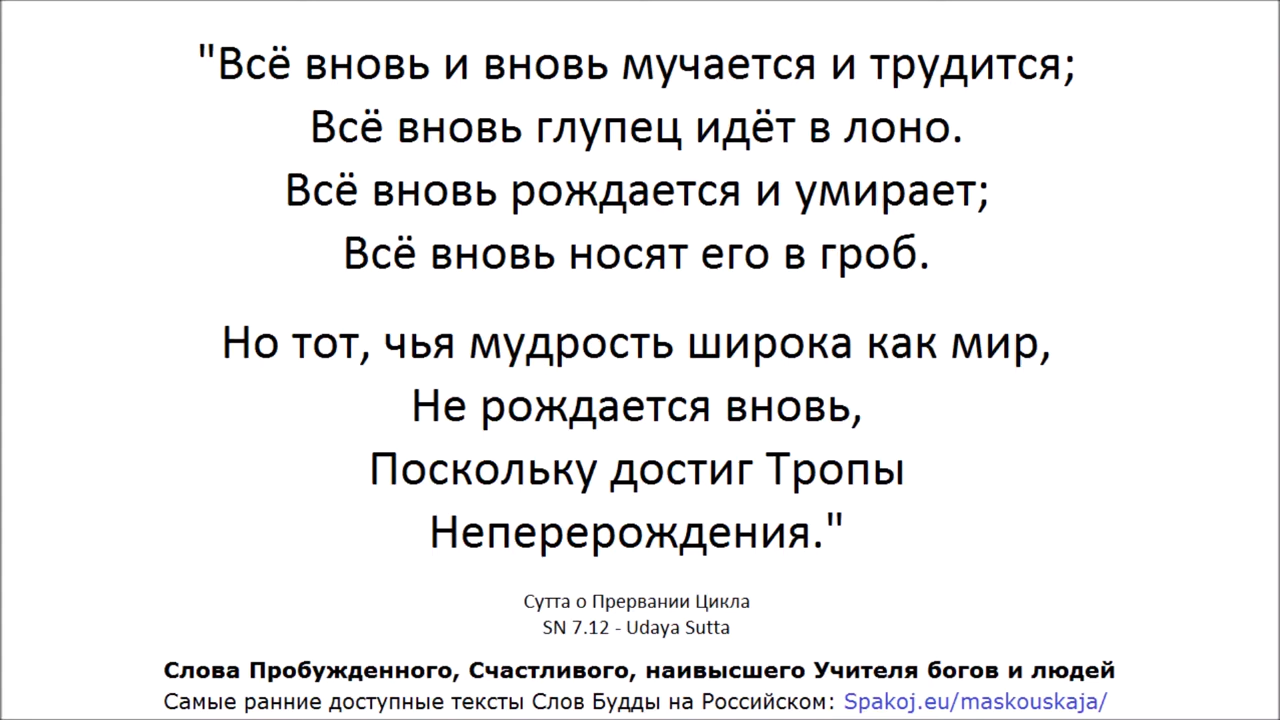 "Всё вновь и вновь мучается и трудится;
Всё вновь глупец идёт в лоно.
Всё вновь рождается и умирает;
Всё вновь носят его в гроб.
Но тот, чья мудрость широка как мир,
Не рождается вновь,
Поскольку достиг Тропы
Неперерождения."
Сутта о Прервании Цикла
SN 7.12 - Udaya Sutta
Слова Пробужденного, Счастливого, наивысшего Учителя богов и людей
Самые ранние доступные тексты Слов Будды на Российском: Spakoj.eu/maskouskaja/